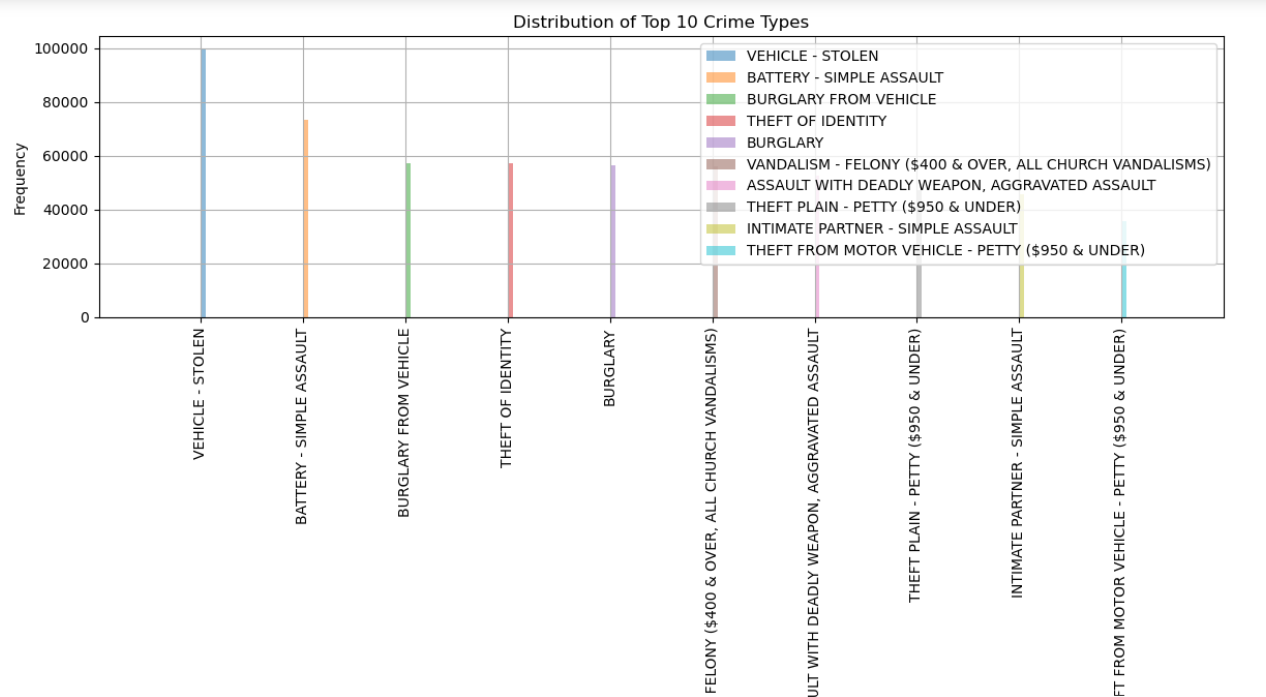 Distribution of Top 10 Crime Types
100000
80000
60000
40000
20000
0
Frequency
VEHICLE - STOLEN
BATTERY - SIMPLE ASSAULT
BURGLARY FROM VEHICLE
THEFT OF IDENTITY
BURGLARY
VANDALISM - FELONY ($400 & OVER, ALL CHURCH VANDALISMS)
ASSAULT WITH DEADLY WEAPON, AGGRAVATED ASSAULT
THEFT PLAIN - PETTY ($950 & UNDER)
INTIMATE PARTNER - SIMPLE ASSAULT
THEFT FROM MOTOR VEHICLE - PETTY ($950 & UNDER)
VEHICLE - STOLEN
BATTERY - SIMPLE ASSAULT
BURGLARY FROM VEHICLE
THEFT OF IDENTITY
BURGLARY
FELONY ($400 & OVER, ALL CHURCH VANDALISMS)
ULT WITH DEADLY WEAPON, AGGRAVATED ASSAULT
THEFT PLAIN - PETTY ($950 & UNDER)
INTIMATE PARTNER - SIMPLE ASSAULT
FT FROM MOTOR VEHICLE - PETTY ($950 & UNDER)